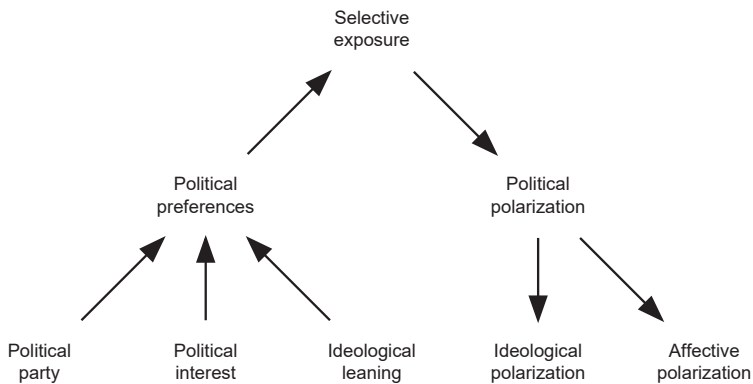 Selective
exposure
Political
preferences
Political
polarization
Political
party
Political
interest
Ideological
leaning
Ideological
polarization
Affective
polarization